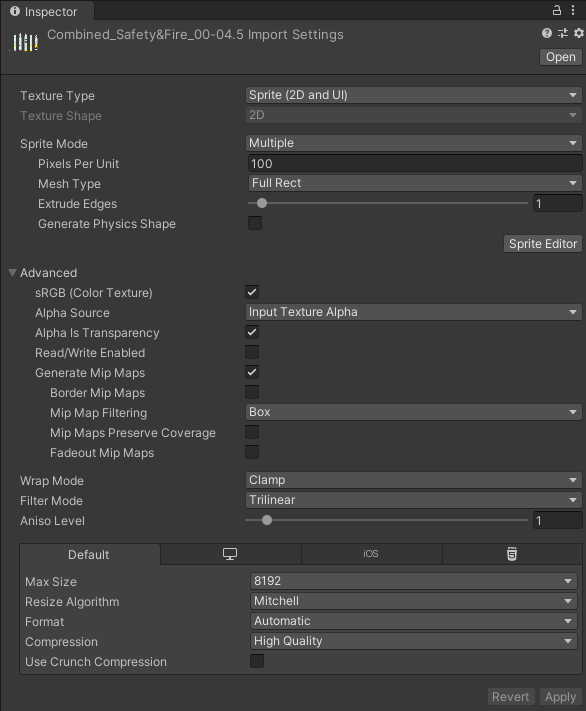 Inspector
Combined_Safety&Fire_00-04.5 Import Settings
Open
Texture Type Sprite (2D and UI)
Texture Shape 2D
Sprite Mode Multiple
Pixels Per Unit 100
Mesh Type Full Rect
Extrude Edges 1
Generate Physics Shape
Sprite Editor
Advanced
sRGB (Color Texture)
Alpha Source Input Texture Alpha
Alpha Is Transparency
Read/Write Enabled
Generate Mip Maps
Border Mip Maps
Mip Map Filtering Box
Mip Maps Preserve Coverage
Fadeout Mip Maps
Wrap Mode Clamp
Filter Mode Trilinear
Aniso Level 1
Default iOS
Max Size 8192
Resize Algorithm Mitchell
Format Automatic
Compression High Quality
Use Crunch Compression
Revert Apply